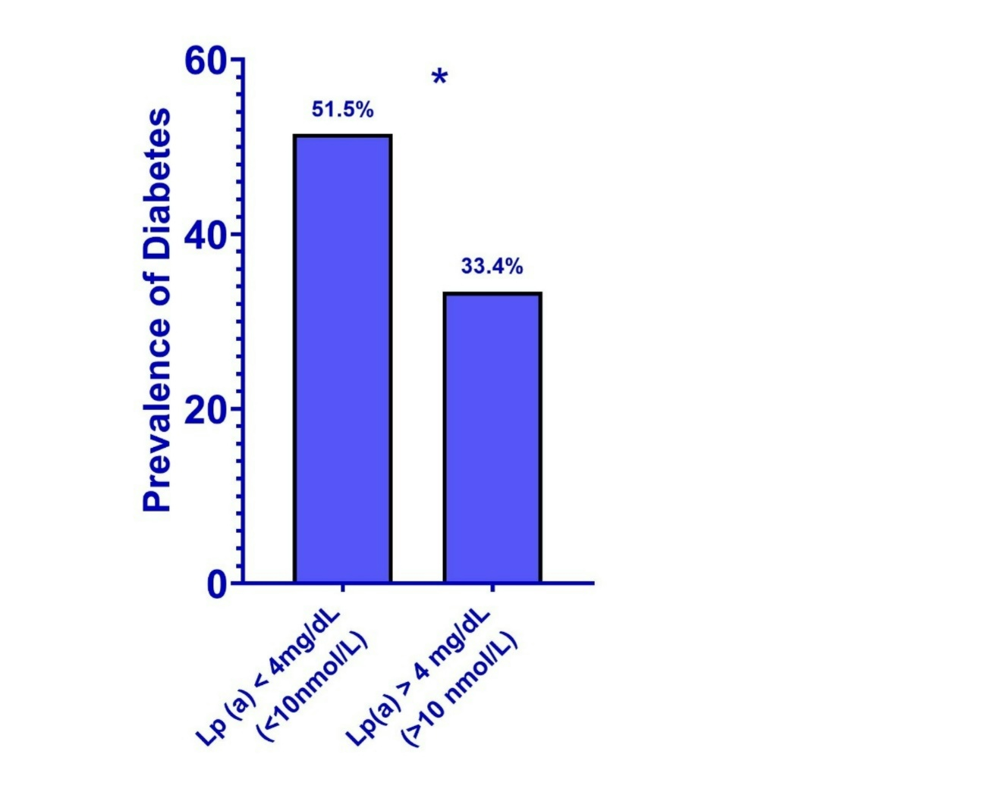 60
*
51.5%
Prevalence of Diabetes
40
33.4%
20
0
Lp (a) < 4mg/dL
(<10nmol/L)
Lp(a) > 4 mg/dL
(>10 nmol/L)